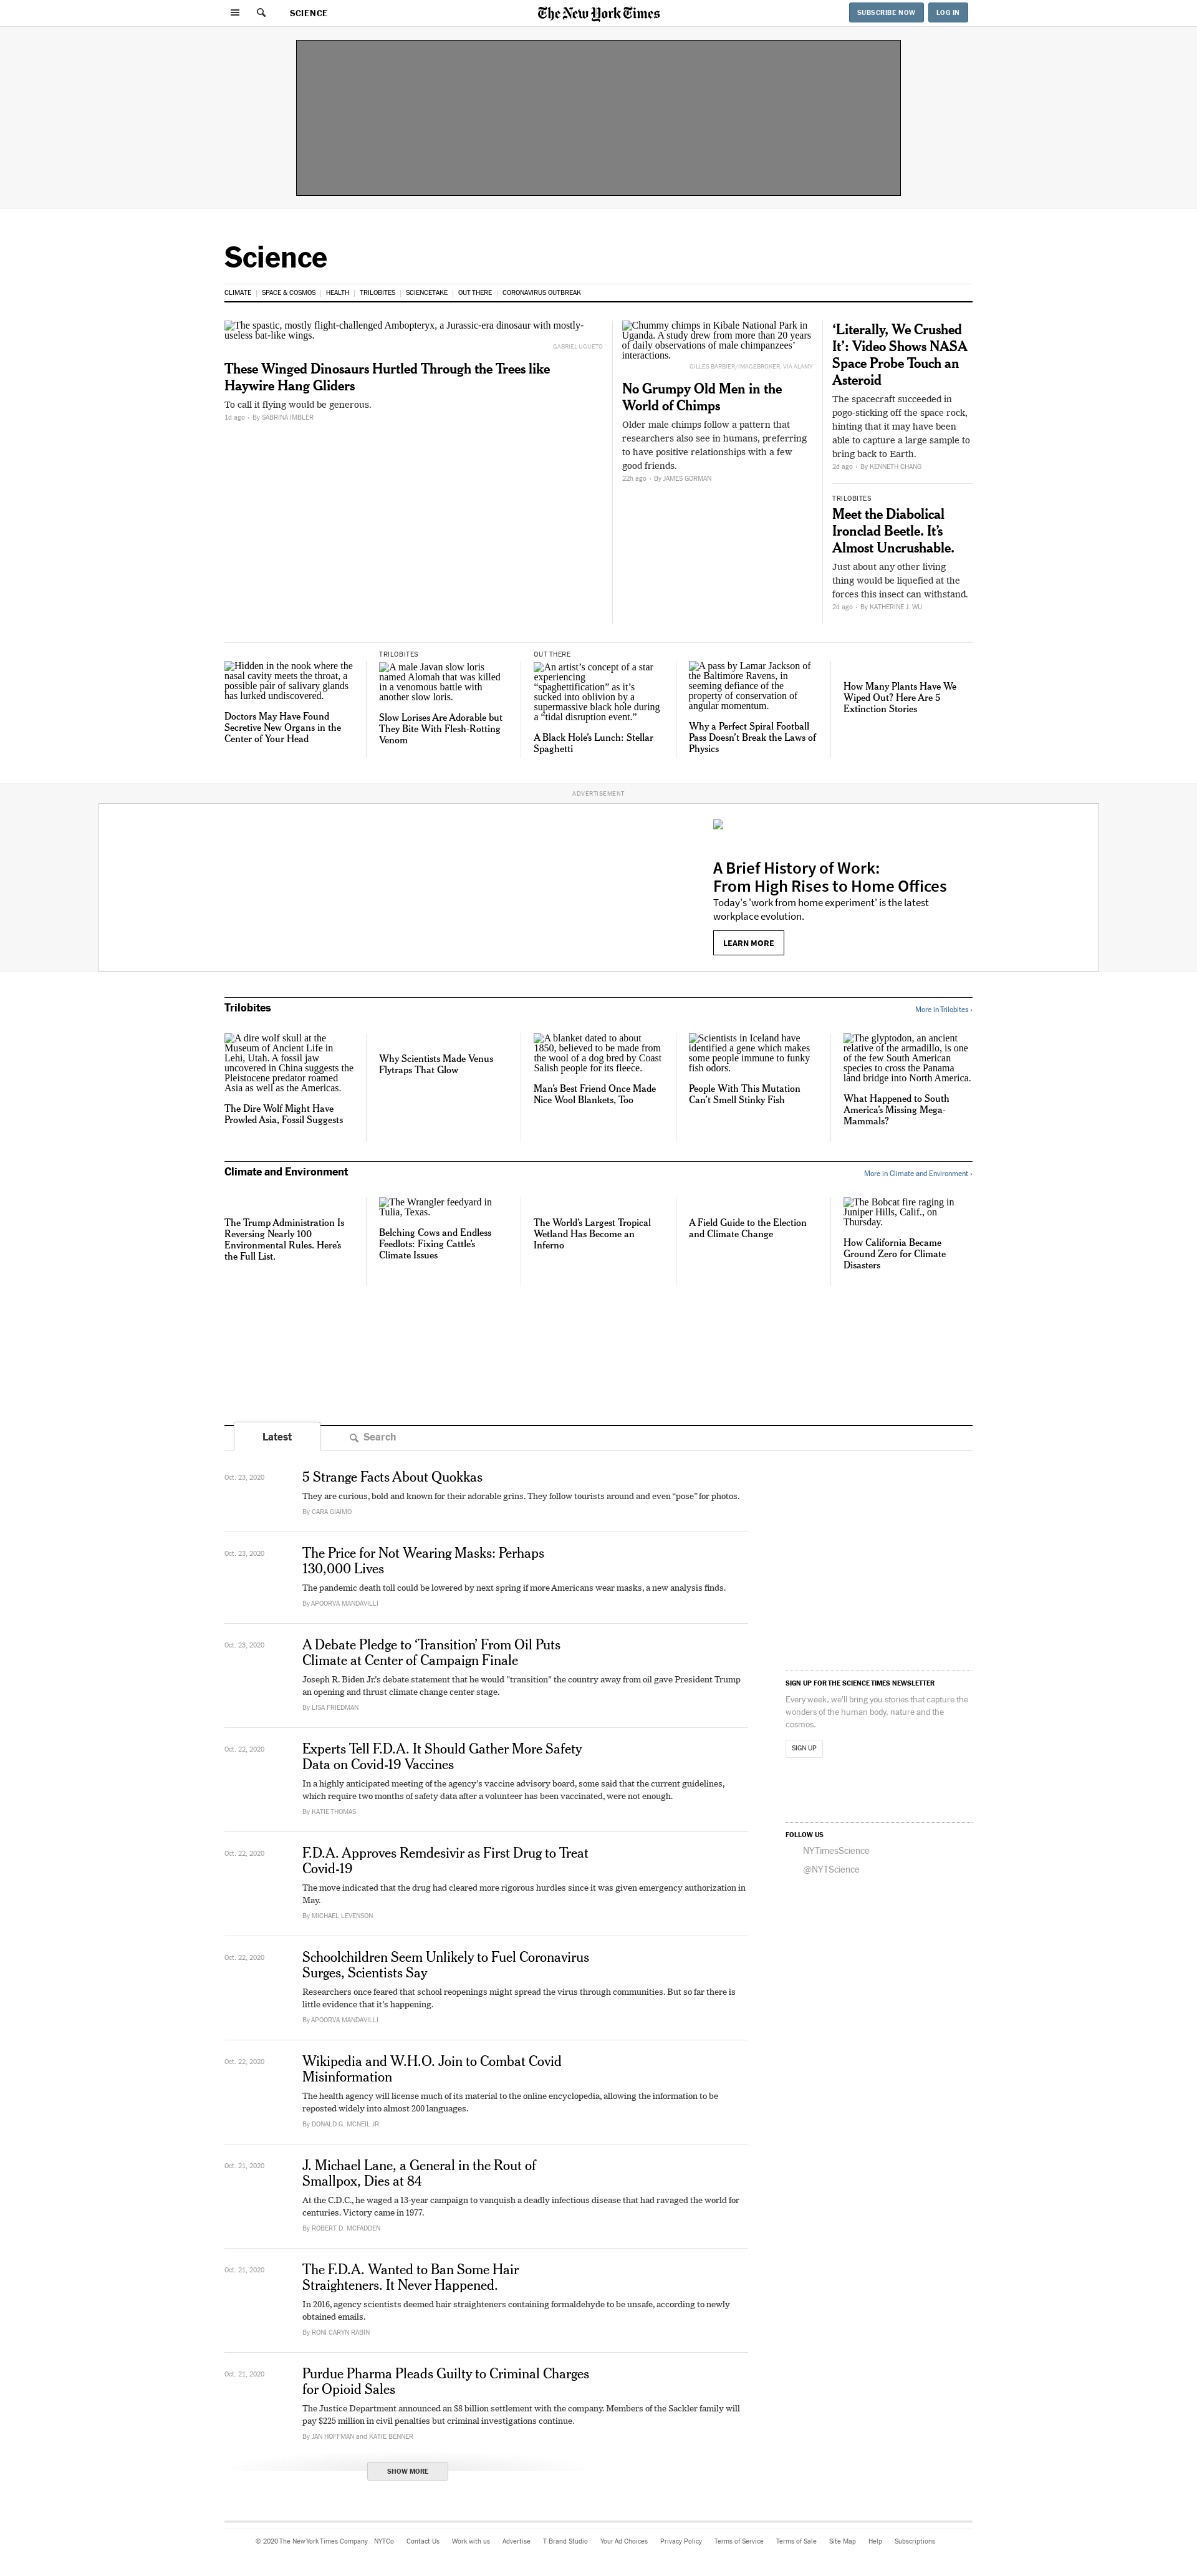 SCIENCE
The New York Times
SUBSCRIBE NOW
LOG IN
Science
CLIMATE
SPACE & COSMOS
HEALTH
TRILOBITES
SCIENCETAKE
OUT THERE
CORONAVIRUS OUTBREAK
The spastic, mostly flight-challenged Ambopteryx, a Jurassic-era dinosaur with mostly-
useless bat-like wings.
GABRIEL UGUETO
These Winged Dinosaurs Hurtled Through the Trees like
Haywire Hang Gliders
To call it flying would be generous.
1d ago · By SABRINA IMBLER
Chummy chimps in Kibale National Park in
Uganda. A study drew from more than 20 years
of daily observations of male chimpanzees’
interactions.
GILLES BARBIER/IMAGEBROKER, VIA ALAMY
No Grumpy Old Men in the
World of Chimps
Older male chimps follow a pattern that
researchers also see in humans, preferring
to have positive relationships with a few
good friends.
22h ago · By JAMES GORMAN
‘Literally, We Crushed
It’: Video Shows NASA
Space Probe Touch an
Asteroid
The spacecraft succeeded in
pogo-sticking off the space rock,
hinting that it may have been
able to capture a large sample to
bring back to Earth.
2d ago · By KENNETH CHANG
TRILOBITES
Meet the Diabolical
Ironclad Beetle. It’s
Almost Uncrushable.
Just about any other living
thing would be liquefied at the
forces this insect can withstand.
2d ago · By KATHERINE J. WU
Hidden in the nook where the
nasal cavity meets the throat, a
possible pair of salivary glands
has lurked undiscovered.
Doctors May Have Found
Secretive New Organs in the
Center of Your Head
TRILOBITES
A male Javan slow loris
named Alomah that was killed
in a venomous battle with
another slow loris.
Slow Lorises Are Adorable but
They Bite With Flesh-Rotting
Venom
OUT THERE
An artist’s concept of a star
experiencing
“spaghettification” as it’s
sucked into oblivion by a
supermassive black hole during
a “tidal disruption event.”
A Black Hole’s Lunch: Stellar
Spaghetti
A pass by Lamar Jackson of
the Baltimore Ravens, in
seeming defiance of the
property of conservation of
angular momentum.
Why a Perfect Spiral Football
Pass Doesn’t Break the Laws of
Physics
How Many Plants Have We
Wiped Out? Here Are 5
Extinction Stories
ADVERTISEMENT
A Brief History of Work:
From High Rises to Home Offices
Today's 'work from home experiment' is the latest
workplace evolution.
LEARN MORE
Trilobites
More in Trilobites ›
A dire wolf skull at the
Museum of Ancient Life in
Lehi, Utah. A fossil jaw
uncovered in China suggests the
Pleistocene predator roamed
Asia as well as the Americas.
The Dire Wolf Might Have
Prowled Asia, Fossil Suggests
Why Scientists Made Venus
Flytraps That Glow
A blanket dated to about
1850, believed to be made from
the wool of a dog bred by Coast
Salish people for its fleece.
Man’s Best Friend Once Made
Nice Wool Blankets, Too
Scientists in Iceland have
identified a gene which makes
some people immune to funky
fish odors.
People With This Mutation
Can’t Smell Stinky Fish
The glyptodon, an ancient
relative of the armadillo, is one
of the few South American
species to cross the Panama
land bridge into North America.
What Happened to South
America’s Missing Mega-
Mammals?
Climate and Environment
More in Climate and Environment ›
The Trump Administration Is
Reversing Nearly 100
Environmental Rules. Here’s
the Full List.
The Wrangler feedyard in
Tulia, Texas.
Belching Cows and Endless
Feedlots: Fixing Cattle’s
Climate Issues
The World’s Largest Tropical
Wetland Has Become an
Inferno
A Field Guide to the Election
and Climate Change
The Bobcat fire raging in
Juniper Hills, Calif., on
Thursday.
How California Became
Ground Zero for Climate
Disasters
Latest
Search
Oct. 23, 2020
5 Strange Facts About Quokkas
They are curious, bold and known for their adorable grins. They follow tourists around and even “pose” for photos.
By CARA GIAIMO
Oct. 23, 2020
The Price for Not Wearing Masks: Perhaps
130,000 Lives
The pandemic death toll could be lowered by next spring if more Americans wear masks, a new analysis finds.
By APOORVA MANDAVILLI
Oct. 23, 2020
A Debate Pledge to ‘Transition’ From Oil Puts
Climate at Center of Campaign Finale
Joseph R. Biden Jr.’s debate statement that he would "transition" the country away from oil gave President Trump
an opening and thrust climate change center stage.
By LISA FRIEDMAN
Oct. 22, 2020
Experts Tell F.D.A. It Should Gather More Safety
Data on Covid-19 Vaccines
In a highly anticipated meeting of the agency’s vaccine advisory board, some said that the current guidelines,
which require two months of safety data after a volunteer has been vaccinated, were not enough.
By KATIE THOMAS
Oct. 22, 2020
F.D.A. Approves Remdesivir as First Drug to Treat
Covid-19
The move indicated that the drug had cleared more rigorous hurdles since it was given emergency authorization in
May.
By MICHAEL LEVENSON
Oct. 22, 2020
Schoolchildren Seem Unlikely to Fuel Coronavirus
Surges, Scientists Say
Researchers once feared that school reopenings might spread the virus through communities. But so far there is
little evidence that it’s happening.
By APOORVA MANDAVILLI
Oct. 22, 2020
Wikipedia and W.H.O. Join to Combat Covid
Misinformation
The health agency will license much of its material to the online encyclopedia, allowing the information to be
reposted widely into almost 200 languages.
By DONALD G. MCNEIL JR.
Oct. 21, 2020
J. Michael Lane, a General in the Rout of
Smallpox, Dies at 84
At the C.D.C., he waged a 13-year campaign to vanquish a deadly infectious disease that had ravaged the world for
centuries. Victory came in 1977.
By ROBERT D. MCFADDEN
Oct. 21, 2020
The F.D.A. Wanted to Ban Some Hair
Straighteners. It Never Happened.
In 2016, agency scientists deemed hair straighteners containing formaldehyde to be unsafe, according to newly
obtained emails.
By RONI CARYN RABIN
Oct. 21, 2020
Purdue Pharma Pleads Guilty to Criminal Charges
for Opioid Sales
The Justice Department announced an $8 billion settlement with the company. Members of the Sackler family will
pay $225 million in civil penalties but criminal investigations continue.
By JAN HOFFMAN and KATIE BENNER
SHOW MORE
SIGN UP FOR THE SCIENCE TIMES NEWSLETTER
Every week, we'll bring you stories that capture the
wonders of the human body, nature and the
cosmos.
SIGN UP
FOLLOW US
NYTimesScience
@NYTScience
© 2020 The New York Times Company
NYTCo
Contact Us
Work with us
Advertise
T Brand Studio
Your Ad Choices
Privacy Policy
Terms of Service
Terms of Sale
Site Map
Help
Subscriptions